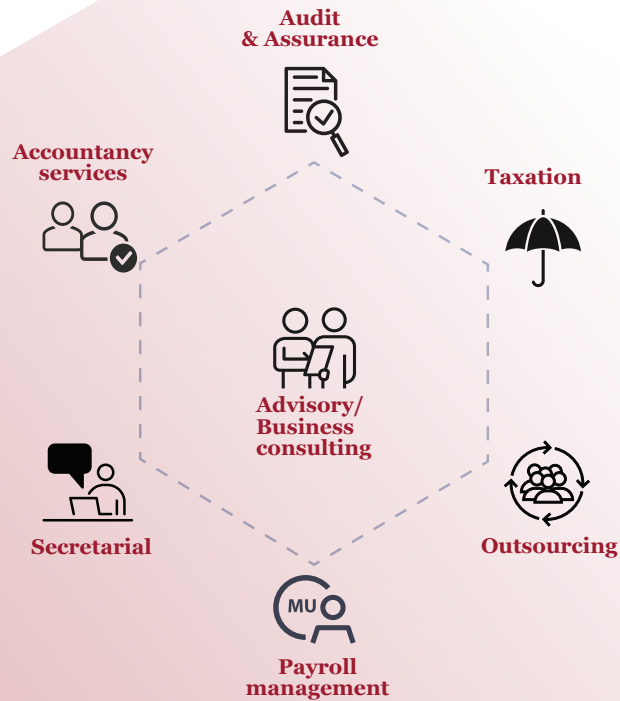 Audit
& Assurance
Accountancy
services
Taxation
Advisory/
Business
consulting
Secretarial
Outsourcing
MU
Payroll
management